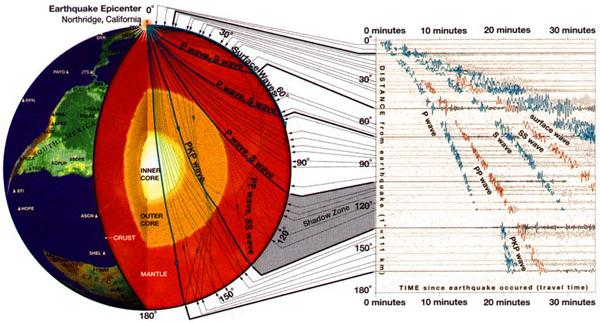 Earthquake Epicenter
Northridge, California
0°
30°
60°
90°
120°
150°
180°
P wave, S wave
P wave, S wave
P wave, S wave
Surface Waves
PKP wave
PP wave, SS wave
Shadow Zone
INNER
CORE
OUTER
CORE
MANTLE
CRUST
SOUTH AMERICA
PAYG
JTS
RPN
EFI
HOPE
ASCN
SHEL
0 minutes 10 minutes 20 minutes 30 minutes
0°
30°
60°
90°
120°
150°
180°
DISTANCE from earthquake (1°=111 km)
P wave
PP wave
S wave
SS wave
surface wave
PKP wave
TIME since earthquake occured (travel time)
0 minutes 10 minutes 20 minutes 30 minutes